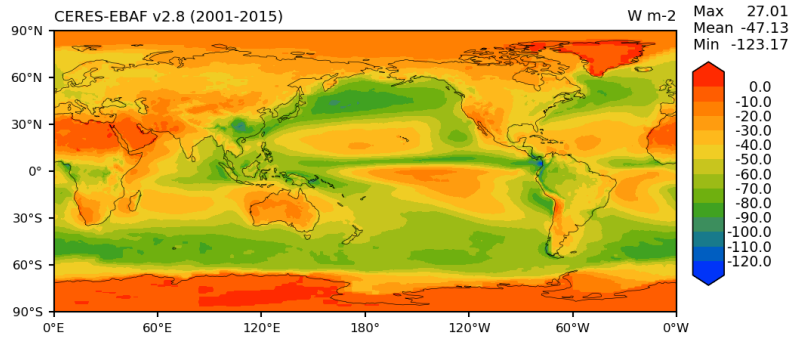 CERES-EBAF v2.8 (2001-2015) W m-2
Max 27.01
Mean -47.13
Min -123.17
90°N
60°N
30°N
0°
30°S
60°S
90°S
0°E 60°E 120°E 180° 120°W 60°W 0°W
0.0
-10.0
-20.0
-30.0
-40.0
-50.0
-60.0
-70.0
-80.0
-90.0
-100.0
-110.0
-120.0